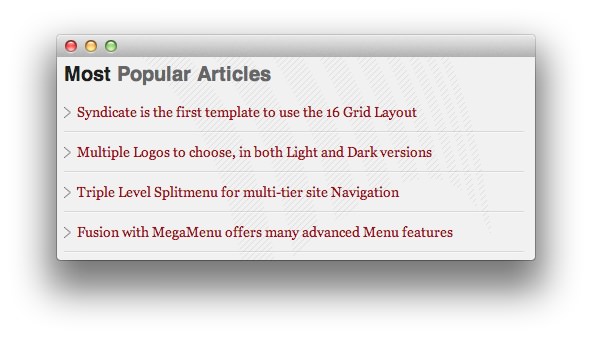 Most Popular Articles
Syndicate is the first template to use the 16 Grid Layout
Multiple Logos to choose, in both Light and Dark versions
Triple Level Splitmenu for multi-tier site Navigation
Fusion with MegaMenu offers many advanced Menu features